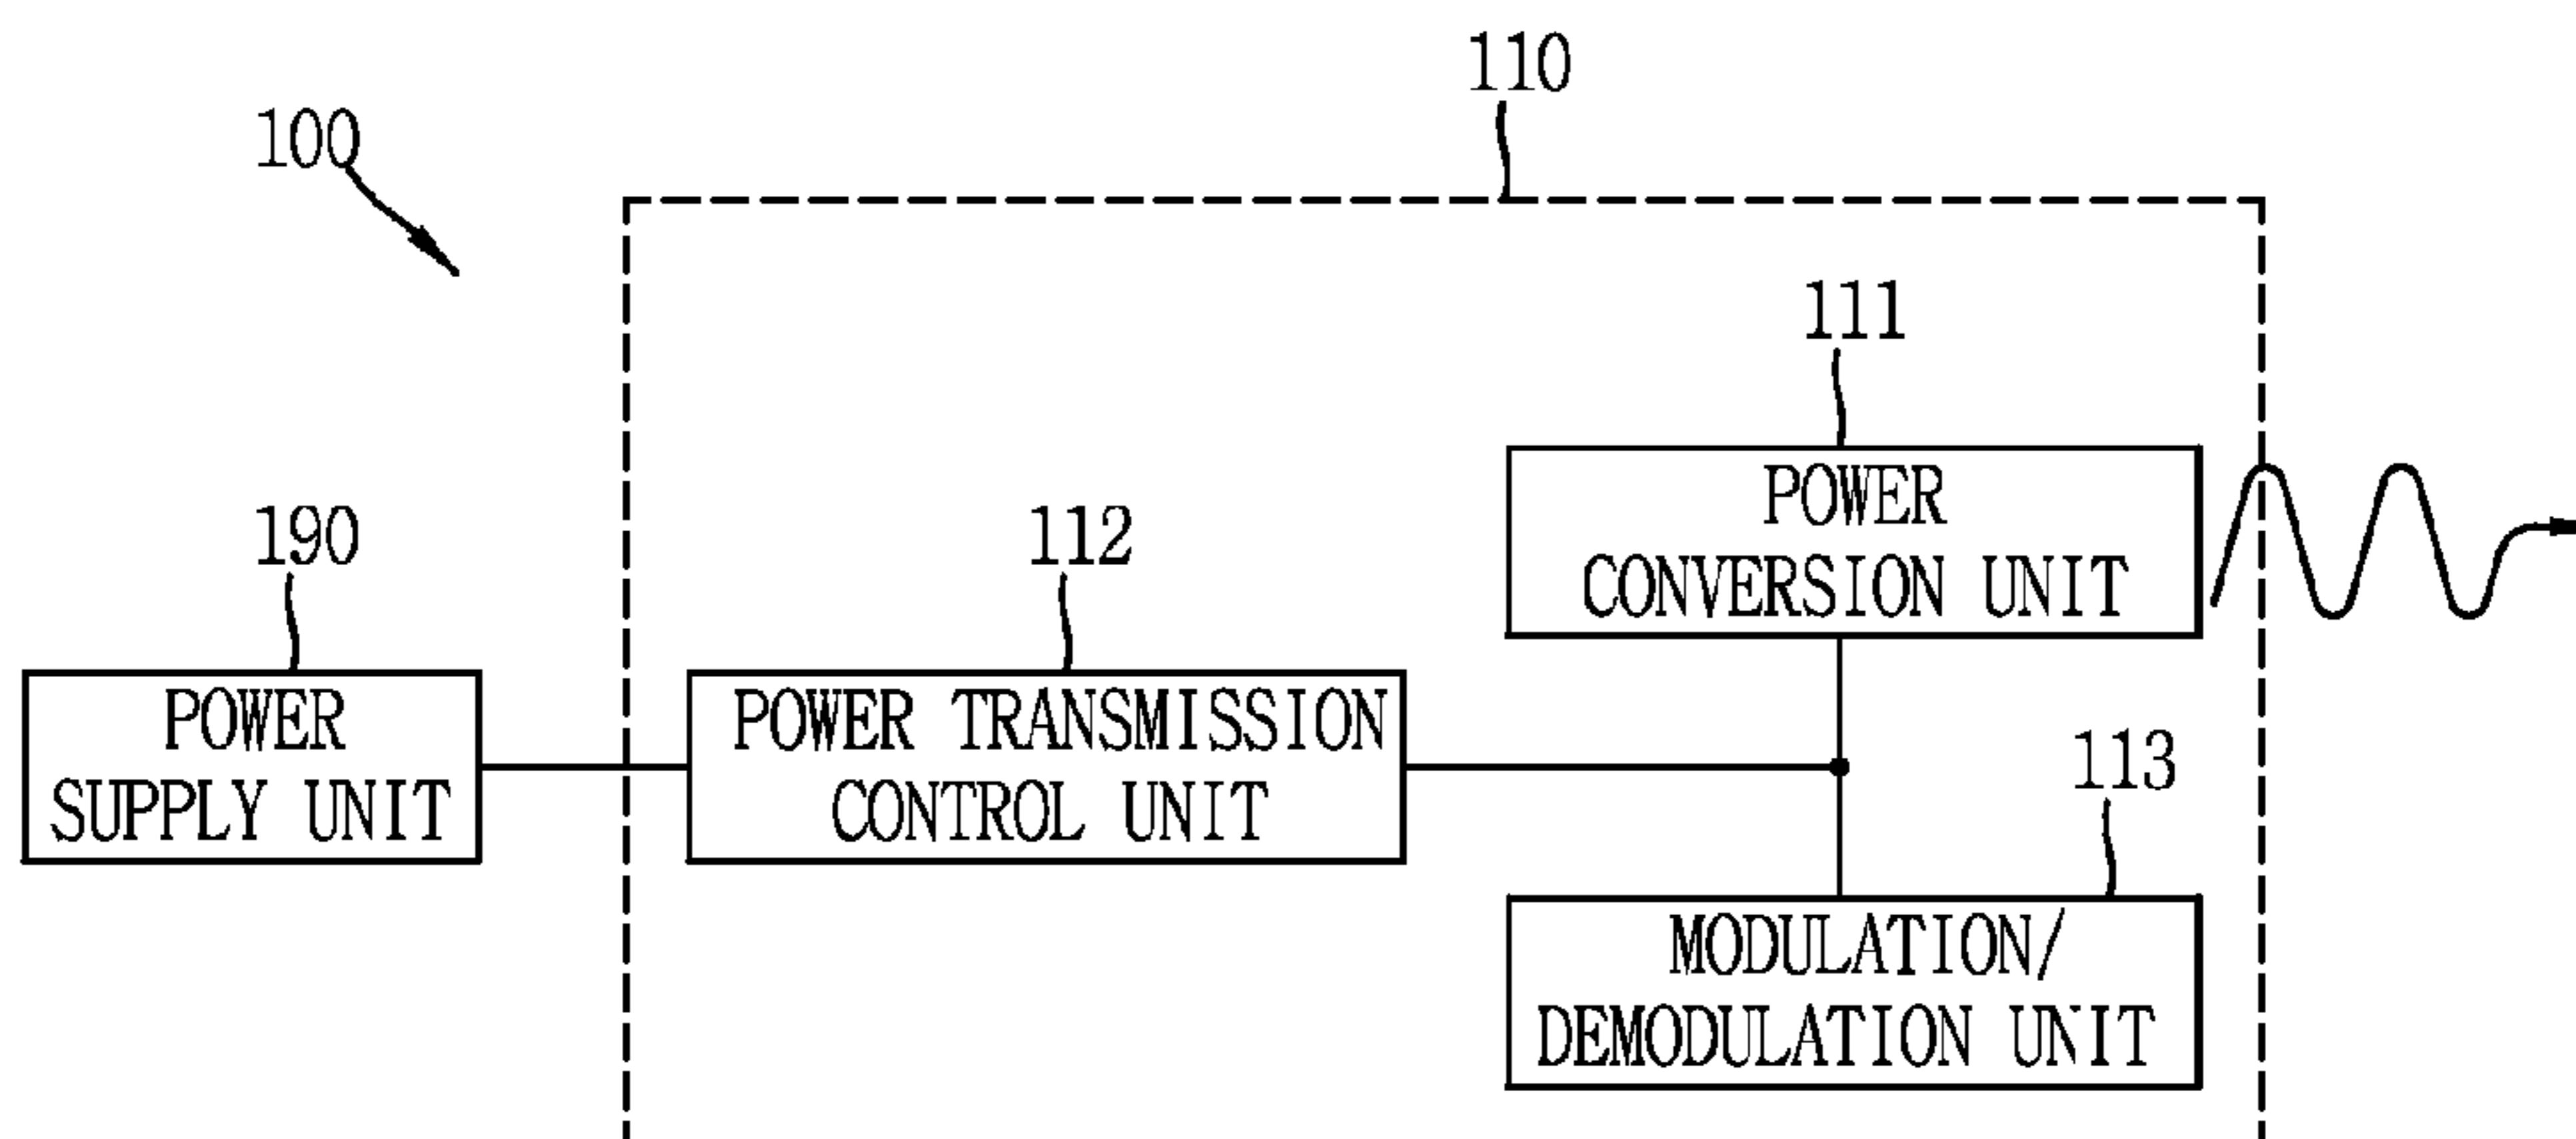 110
100
111
POWER
CONVERSION UNIT
190
112
POWER
SUPPLY UNIT
POWER TRANSMISSION
CONTROL UNIT
113
MODULATION/
DEMODULATION UNIT